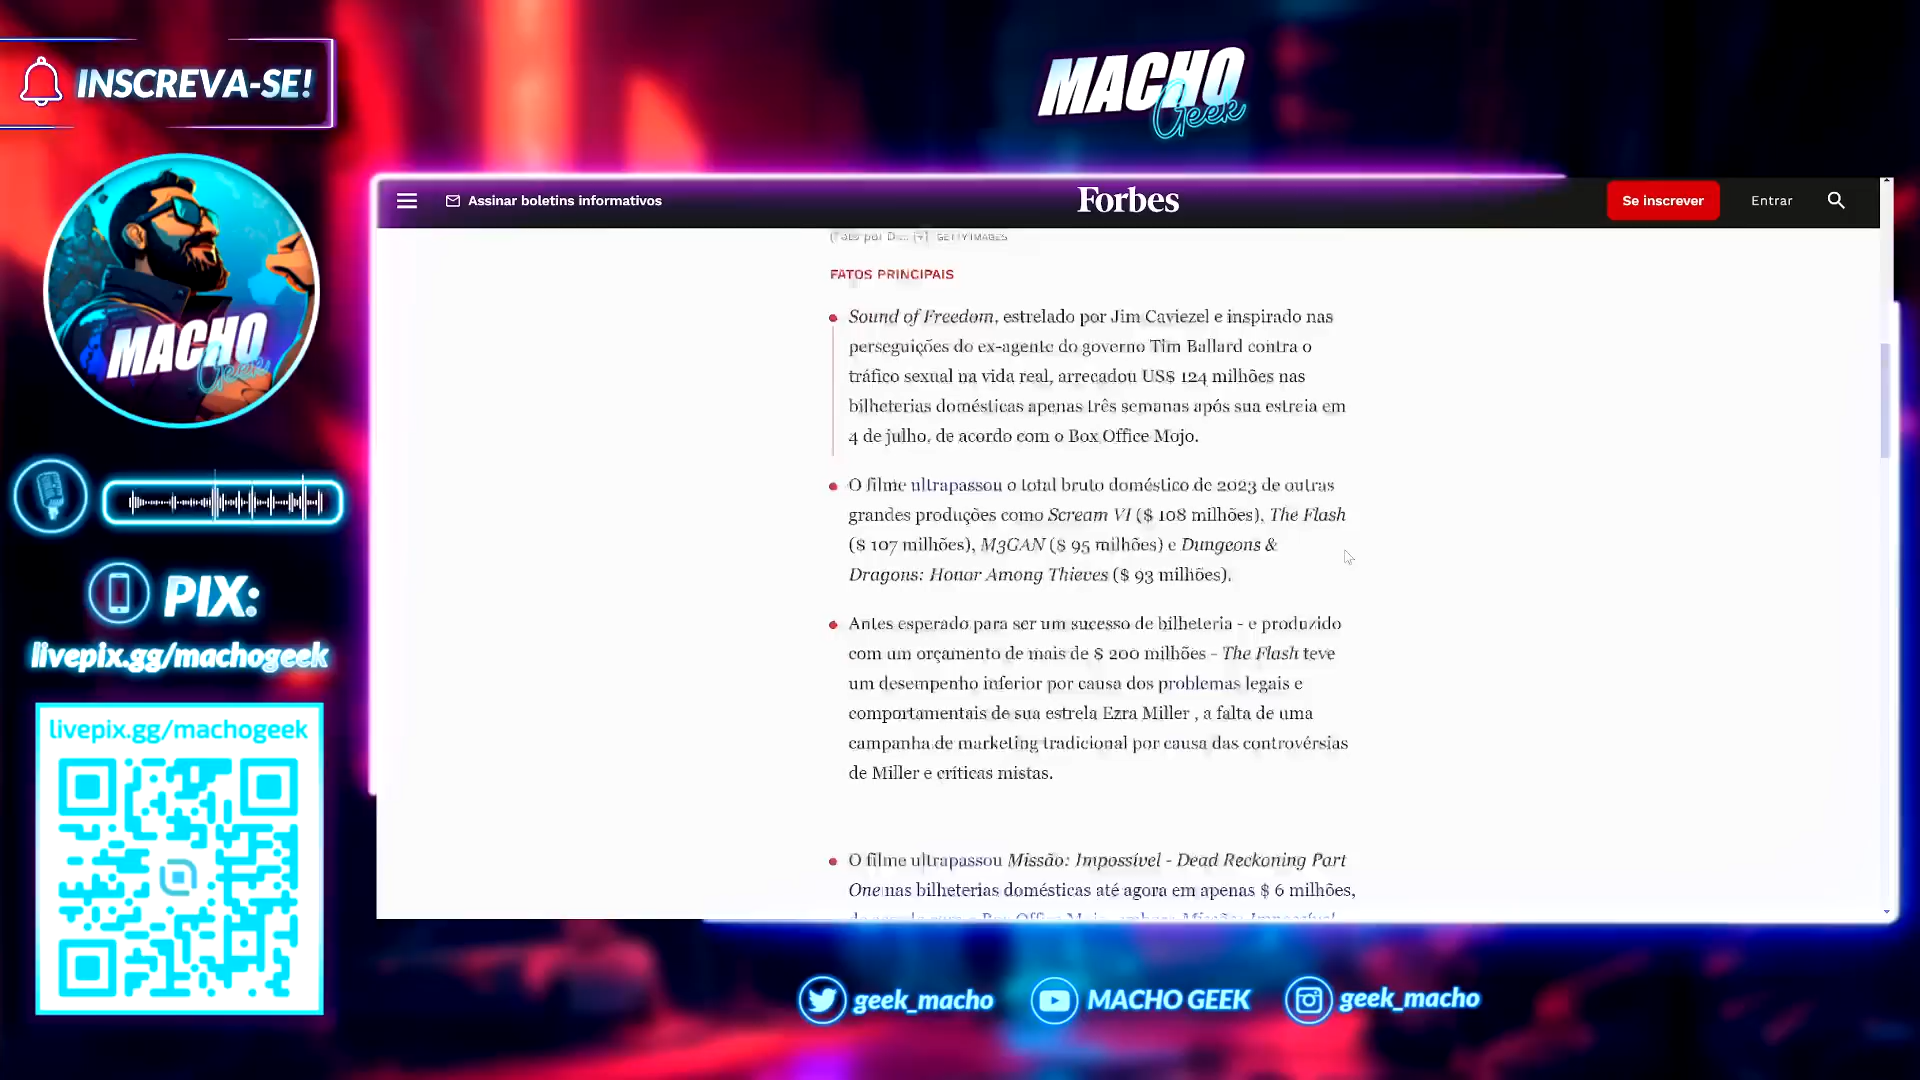 INSCREVA-SE!
MACHO
Geek
MACHO
Geek
PIX:
livepix.gg/machogeek
livepix.gg/machogeek
Assinar boletins informativos
Forbes
Se inscrever
Entrar
GETTY IMAGES
FATOS PRINCIPAIS
Sound of Freedom, estrelado por Jim Caviezel e inspirado nas
perseguições do ex-agente do governo Tim Ballard contra o
tráfico sexual na vida real, arrecadou US$ 124 milhões nas
bilheterias domésticas apenas três semanas após sua estreia em
4 de julho, de acordo com o Box Office Mojo.
O filme ultrapassou o total bruto doméstico de 2023 de outras
grandes produções como Scream VI ($ 108 milhões), The Flash
($ 107 milhões), M3GAN ($ 95 milhões) e Dungeons &
Dragons: Honor Among Thieves ($ 93 milhões).
Antes esperado para ser um sucesso de bilheteria - e produzido
com um orçamento de mais de $ 200 milhões - The Flash teve
um desempenho inferior por causa dos problemas legais e
comportamentais de sua estrela Ezra Miller , a falta de uma
campanha de marketing tradicional por causa das controvérsias
de Miller e críticas mistas.
O filme ultrapassou Missão: Impossível - Dead Reckoning Part
One nas bilheterias domésticas até agora em apenas $ 6 milhões,
geek_macho
MACHO GEEK
geek_macho